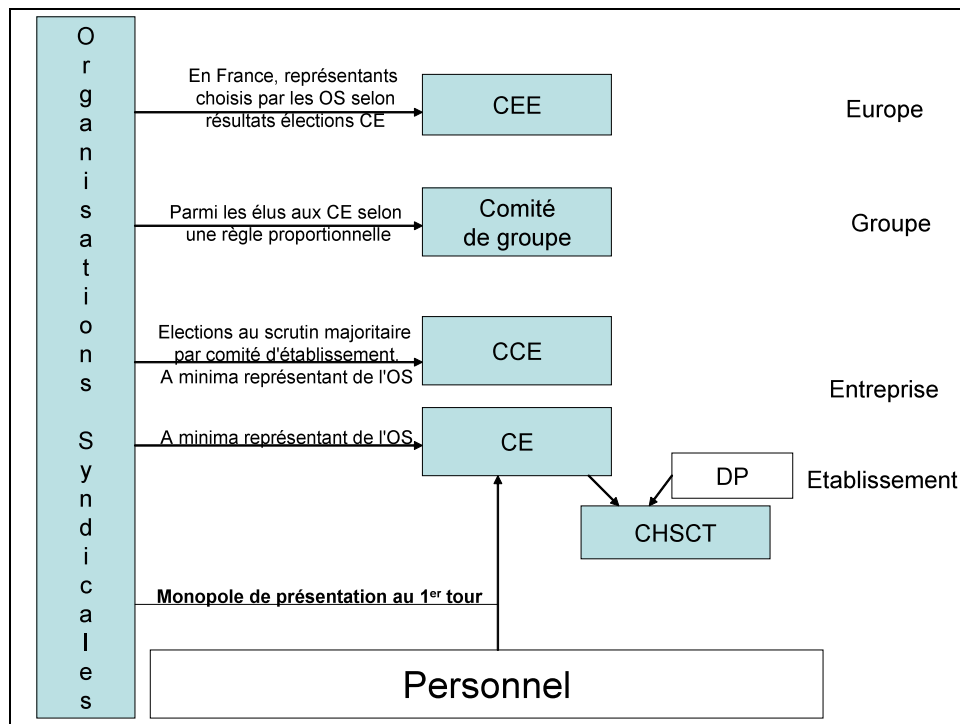 Organisations Syndicales
En France, représentants
choisis par les OS selon
résultats élections CE
CEE
Europe
Parmi les élus aux CE selon
une règle proportionnelle
Comité
de groupe
Groupe
Elections au scrutin majoritaire
par comité d'établissement.
A minima représentant de l'OS
CCE
Entreprise
A minima représentant de l'OS
CE
DP
Etablissement
CHSCT
Monopole de présentation au 1er tour
Personnel